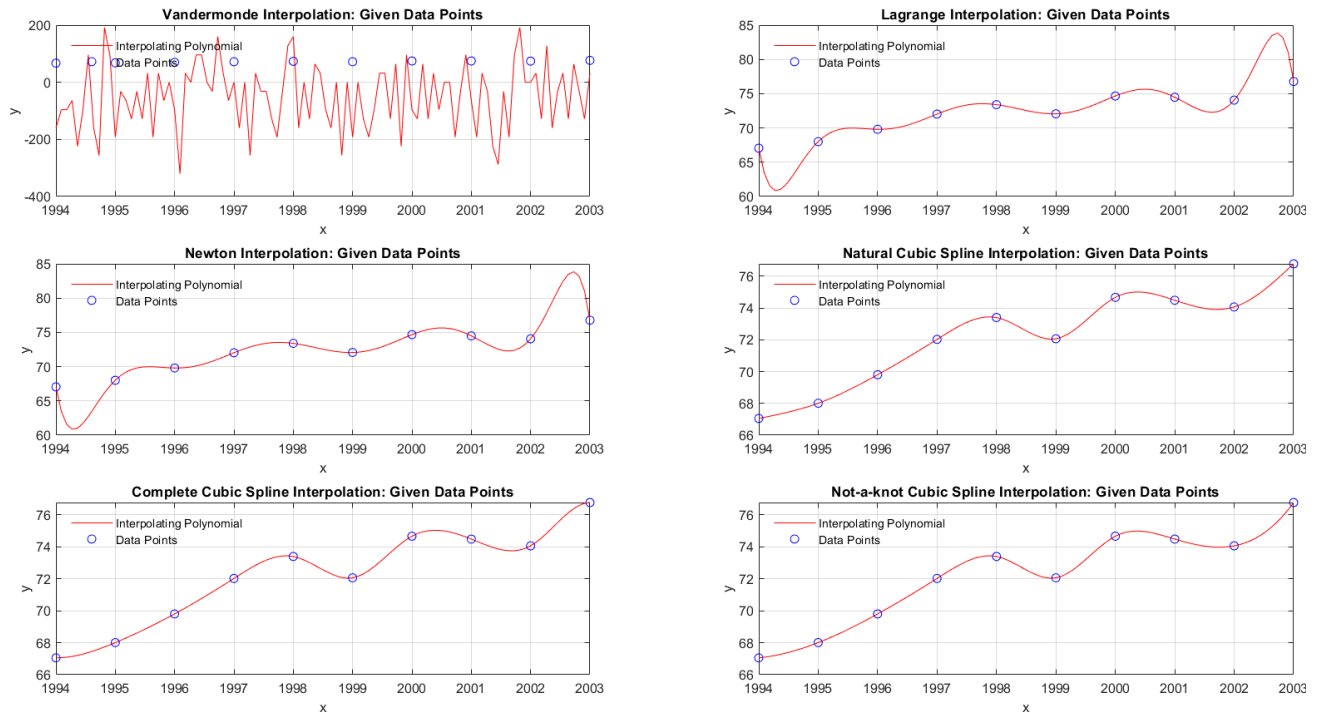 Vandermonde Interpolation: Given Data Points
200
0
-200
-400
y
Interpolating Polynomial
Data Points
1994 1995 1996 1997 1998 1999 2000 2001 2002 2003
x
Lagrange Interpolation: Given Data Points
85
80
75
70
65
60
y
Interpolating Polynomial
Data Points
1994 1995 1996 1997 1998 1999 2000 2001 2002 2003
x
Newton Interpolation: Given Data Points
85
80
75
70
65
60
y
Interpolating Polynomial
Data Points
1994 1995 1996 1997 1998 1999 2000 2001 2002 2003
x
Natural Cubic Spline Interpolation: Given Data Points
76
74
72
70
68
66
y
Interpolating Polynomial
Data Points
1994 1995 1996 1997 1998 1999 2000 2001 2002 2003
x
Complete Cubic Spline Interpolation: Given Data Points
76
74
72
70
68
66
y
Interpolating Polynomial
Data Points
1994 1995 1996 1997 1998 1999 2000 2001 2002 2003
x
Not-a-knot Cubic Spline Interpolation: Given Data Points
76
74
72
70
68
66
y
Interpolating Polynomial
Data Points
1994 1995 1996 1997 1998 1999 2000 2001 2002 2003
x